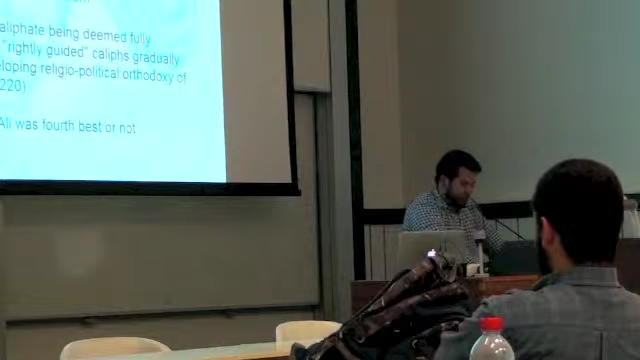 aliphate being deemed fully
"rightly guided" caliphs gradually
eloping religio-political orthodoxy of
220)
Ali was fourth best or not